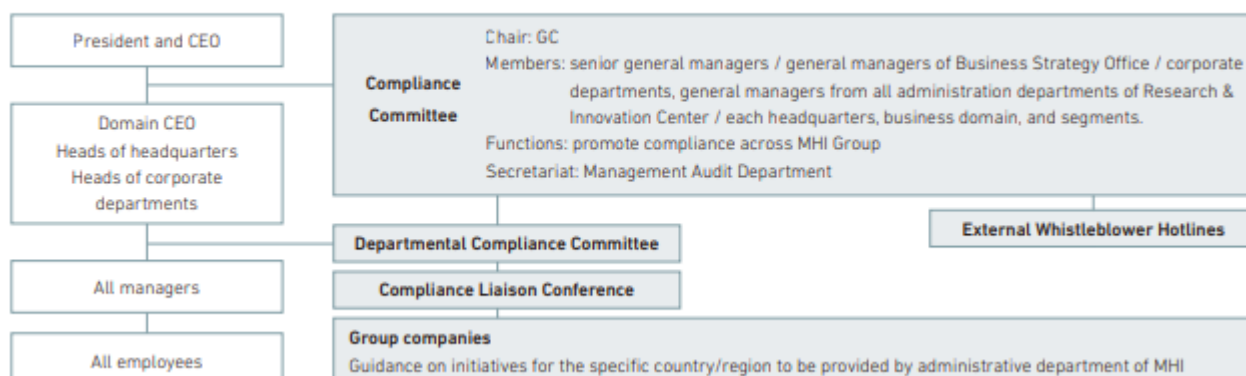 President and CEO
Domain CEO
Heads of headquarters
Heads of corporate
departments
All managers
All employees
Compliance
Committee
Chair: GC
Members: senior general managers / general managers of Business Strategy Office / corporate
departments, general managers from all administration departments of Research &
Innovation Center / each headquarters, business domain, and segments.
Functions: promote compliance across MHI Group
Secretariat: Management Audit Department
External Whistleblower Hotlines
Departmental Compliance Committee
Compliance Liaison Conference
Group companies
Guidance on initiatives for the specific country/region to be provided by administrative department of MHI